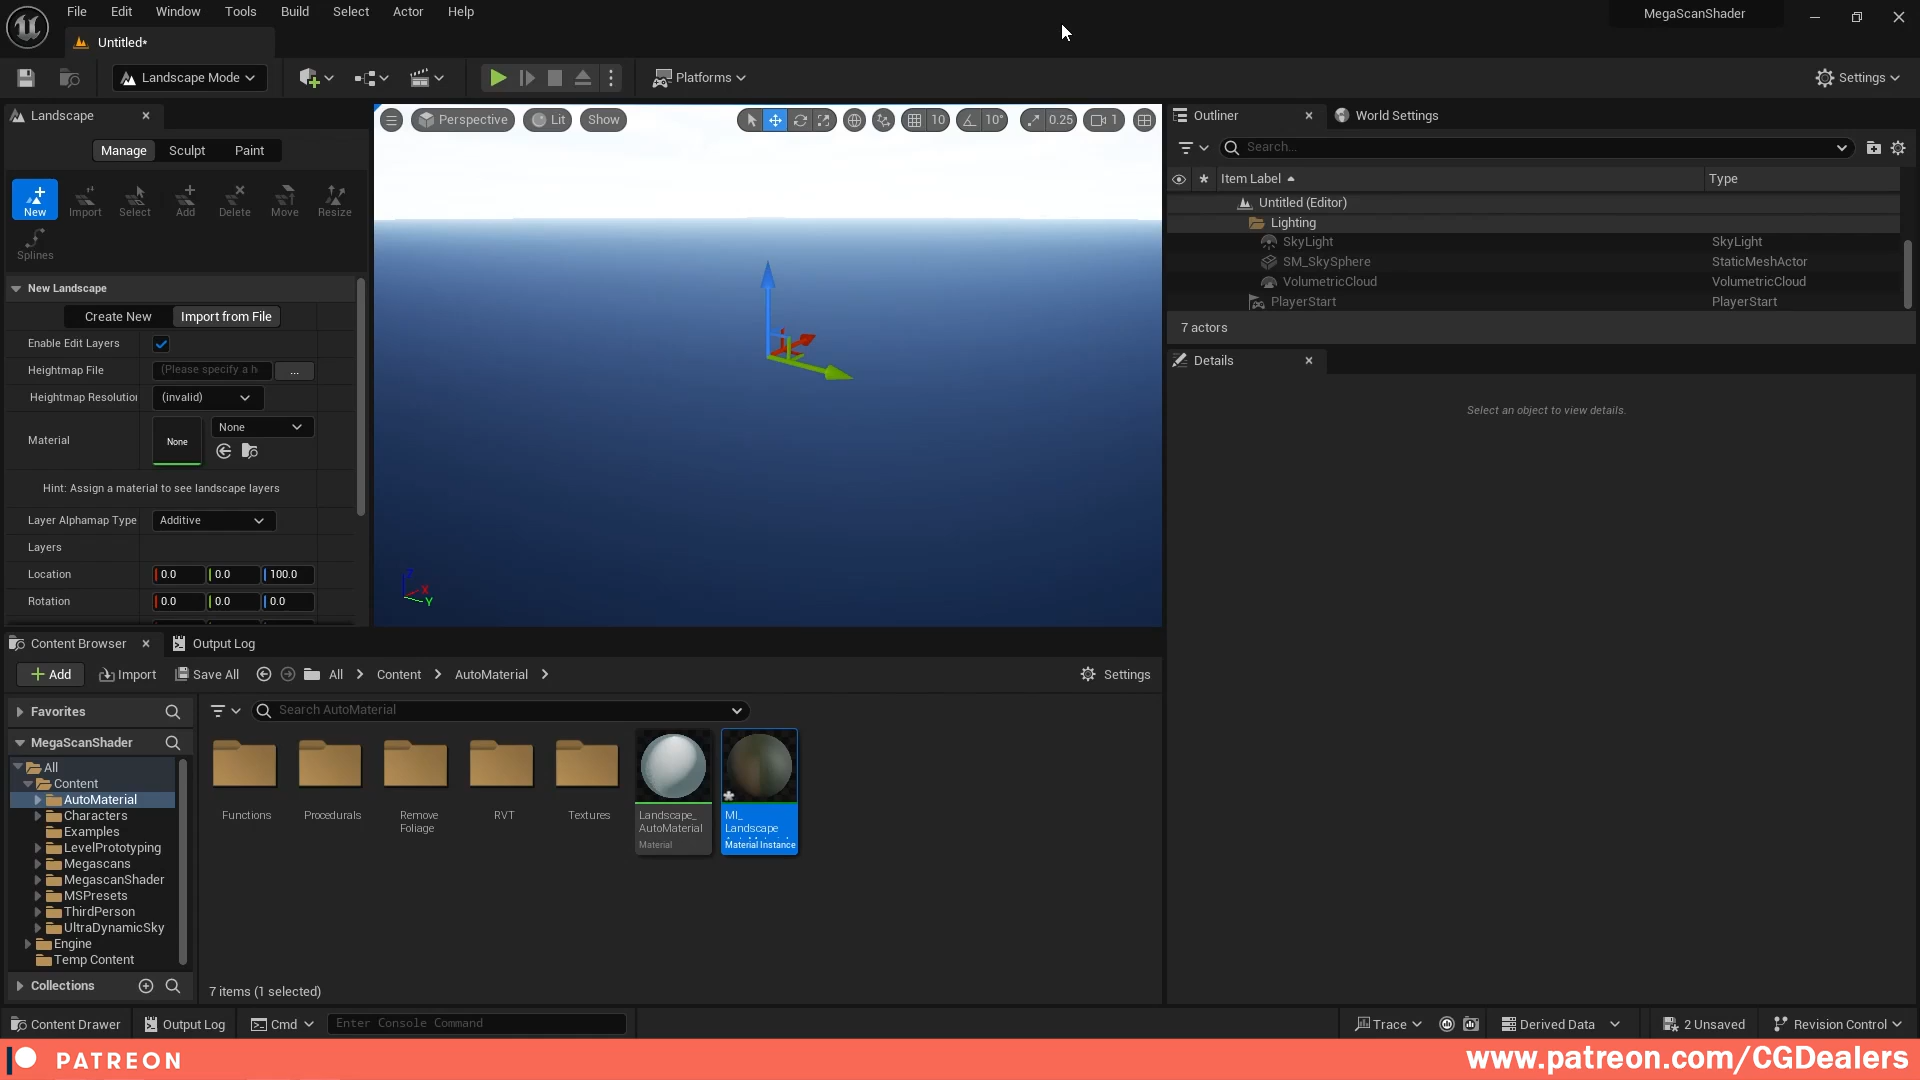 File Edit Window Tools Build Select Actor Help
MegaScanShader
Untitled*
Landscape Mode
Platforms
Settings
Landscape
Manage Sculpt Paint
New Import Select Add Delete Move Resize
Splines
New Landscape
Create New Import from File
Enable Edit Layers
Heightmap File (Please specify a h ...
Heightmap Resolutio (invalid)
Material None None
Hint: Assign a material to see landscape layers
Layer Alphamap Type Additive
Layers
Location 0.0 0.0 100.0
Rotation 0.0 0.0 0.0
Perspective Lit Show 10 10° 0.25 1
Z X Y
Outliner World Settings
Search...
Item Label Type
Untitled (Editor)
Lighting
SkyLight SkyLight
SM_SkySphere StaticMeshActor
VolumetricCloud VolumetricCloud
PlayerStart PlayerStart
7 actors
Details
Select an object to view details.
Content Browser Output Log
Add Import Save All All Content AutoMaterial Settings
Favorites
Search AutoMaterial
MegaScanShader
All
Content
AutoMaterial
Characters
Examples
LevelPrototyping
Megascans
MegascanShader
MSPresets
ThirdPerson
UltraDynamicSky
Engine
Temp Content
Collections
Functions Procedurals Remove Foliage RVT Textures
Landscape_
AutoMaterial
Material
MI_
Landscape
Material Instance
7 items (1 selected)
Content Drawer Output Log Cmd Enter Console Command Trace Derived Data 2 Unsaved Revision Control
PATREON
www.patreon.com/CGDealers